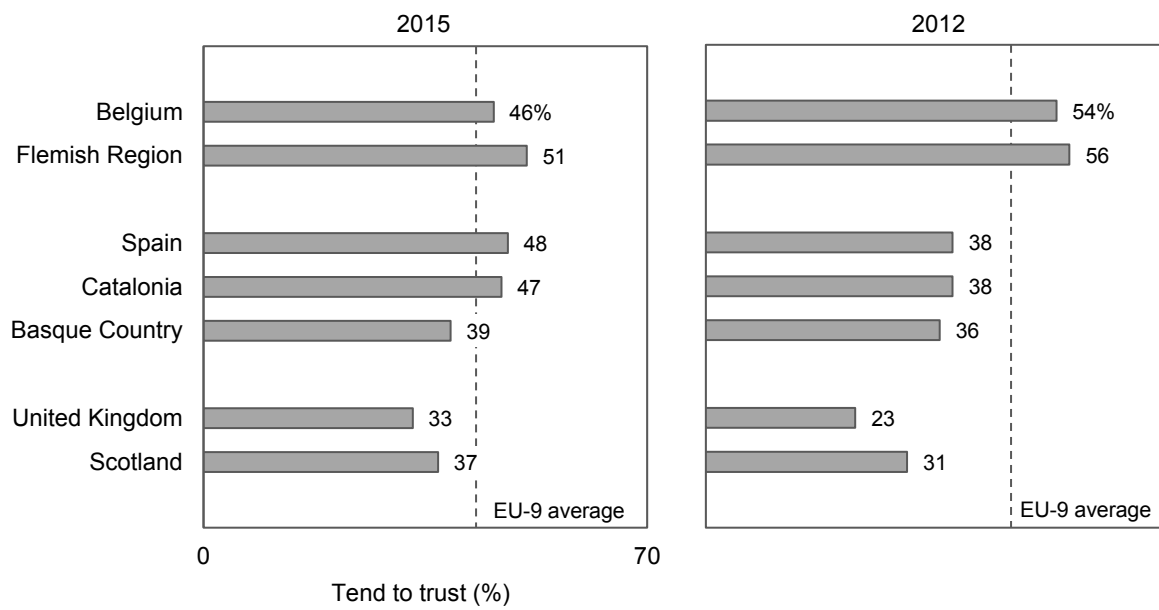 2015 2012
Belgium 46% 54%
Flemish Region 51 56
Spain 48 38
Catalonia 47 38
Basque Country 39 36
United Kingdom 33 23
Scotland 37 31
EU-9 average EU-9 average
0 70
Tend to trust (%)